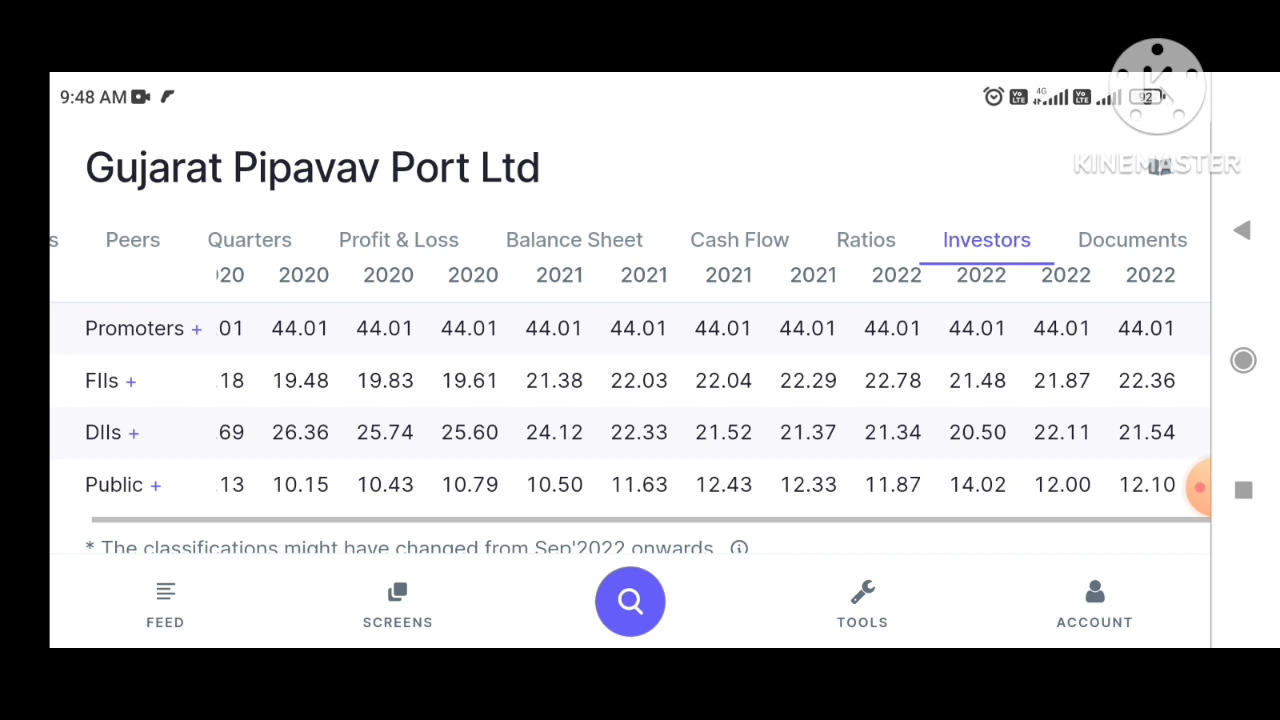 9:48 AM
4G
92
KINEMASTER
Gujarat Pipavav Port Ltd
s Peers Quarters Profit & Loss Balance Sheet Cash Flow Ratios Investors Documents
20 2020 2020 2020 2021 2021 2021 2021 2022 2022 2022 2022
Promoters + 01 44.01 44.01 44.01 44.01 44.01 44.01 44.01 44.01 44.01 44.01 44.01
FIIs + .18 19.48 19.83 19.61 21.38 22.03 22.04 22.29 22.78 21.48 21.87 22.36
DIIs + .69 26.36 25.74 25.60 24.12 22.33 21.52 21.37 21.34 20.50 22.11 21.54
Public + .13 10.15 10.43 10.79 10.50 11.63 12.43 12.33 11.87 14.02 12.00 12.10
* The classifications might have changed from Sep'2022 onwards.
FEED SCREENS TOOLS ACCOUNT